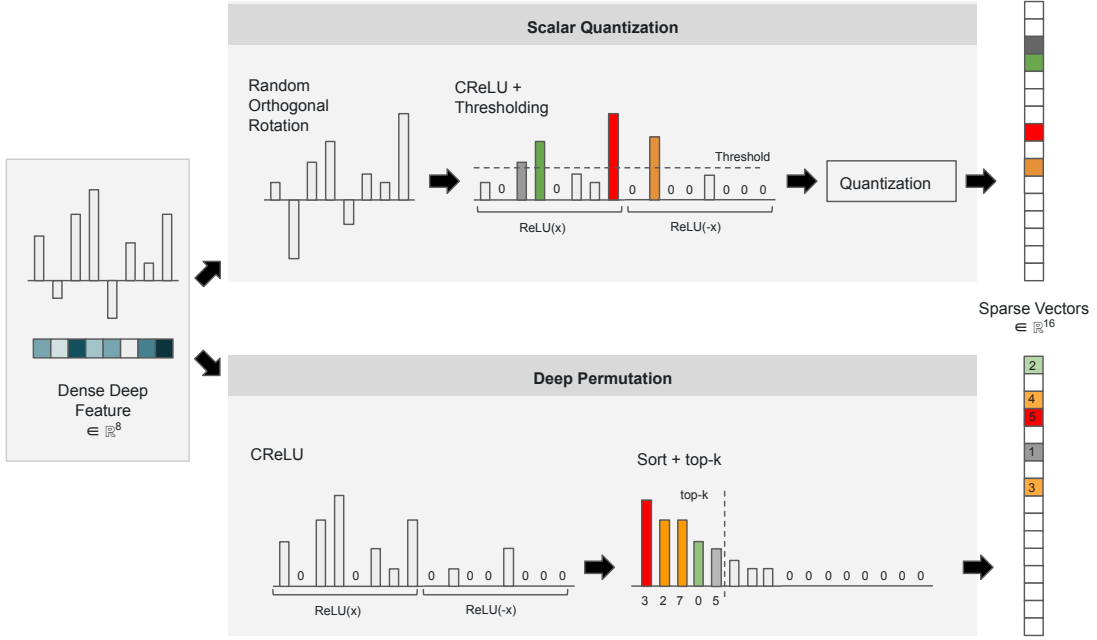 Scalar Quantization
Random
Orthogonal
Rotation
CReLU +
Thresholding
Threshold
0 0 0 0 0 0 0 0
ReLU(x)
ReLU(-x)
Quantization
Dense Deep
Feature
∈ ℝ⁸
Sparse Vectors
∈ ℝ¹⁶
Deep Permutation
CReLU
0 0 0 0 0 0 0 0
ReLU(x)
ReLU(-x)
Sort + top-k
top-k
0 0 0 0 0 0 0 0
3 2 7 0 5
2
4
5
1
3